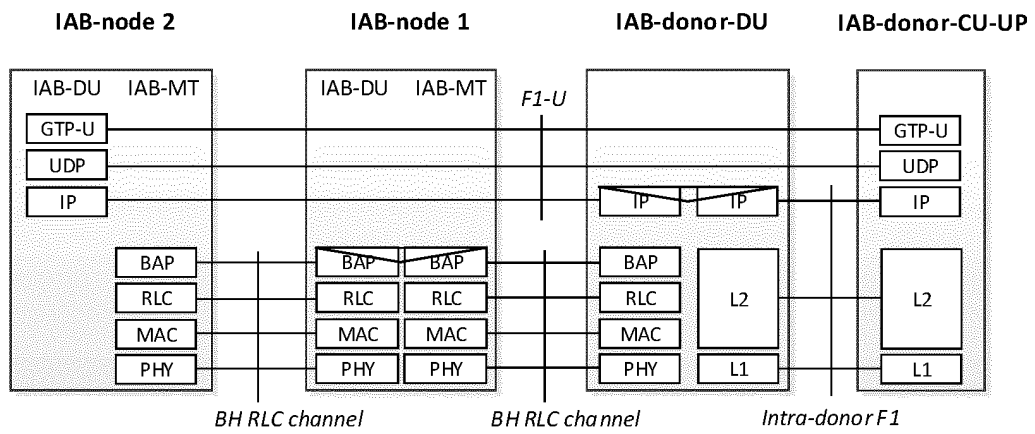 IAB-node 2 IAB-node 1 IAB-donor-DU IAB-donor-CU-UP
IAB-DU IAB-MT IAB-DU IAB-MT
F1-U
GTP-U GTP-U
UDP UDP
IP IP IP IP
BAP BAP BAP BAP
RLC RLC RLC RLC L2 L2
MAC MAC MAC MAC
PHY PHY PHY PHY L1 L1
BH RLC channel BH RLC channel Intra-donor F1